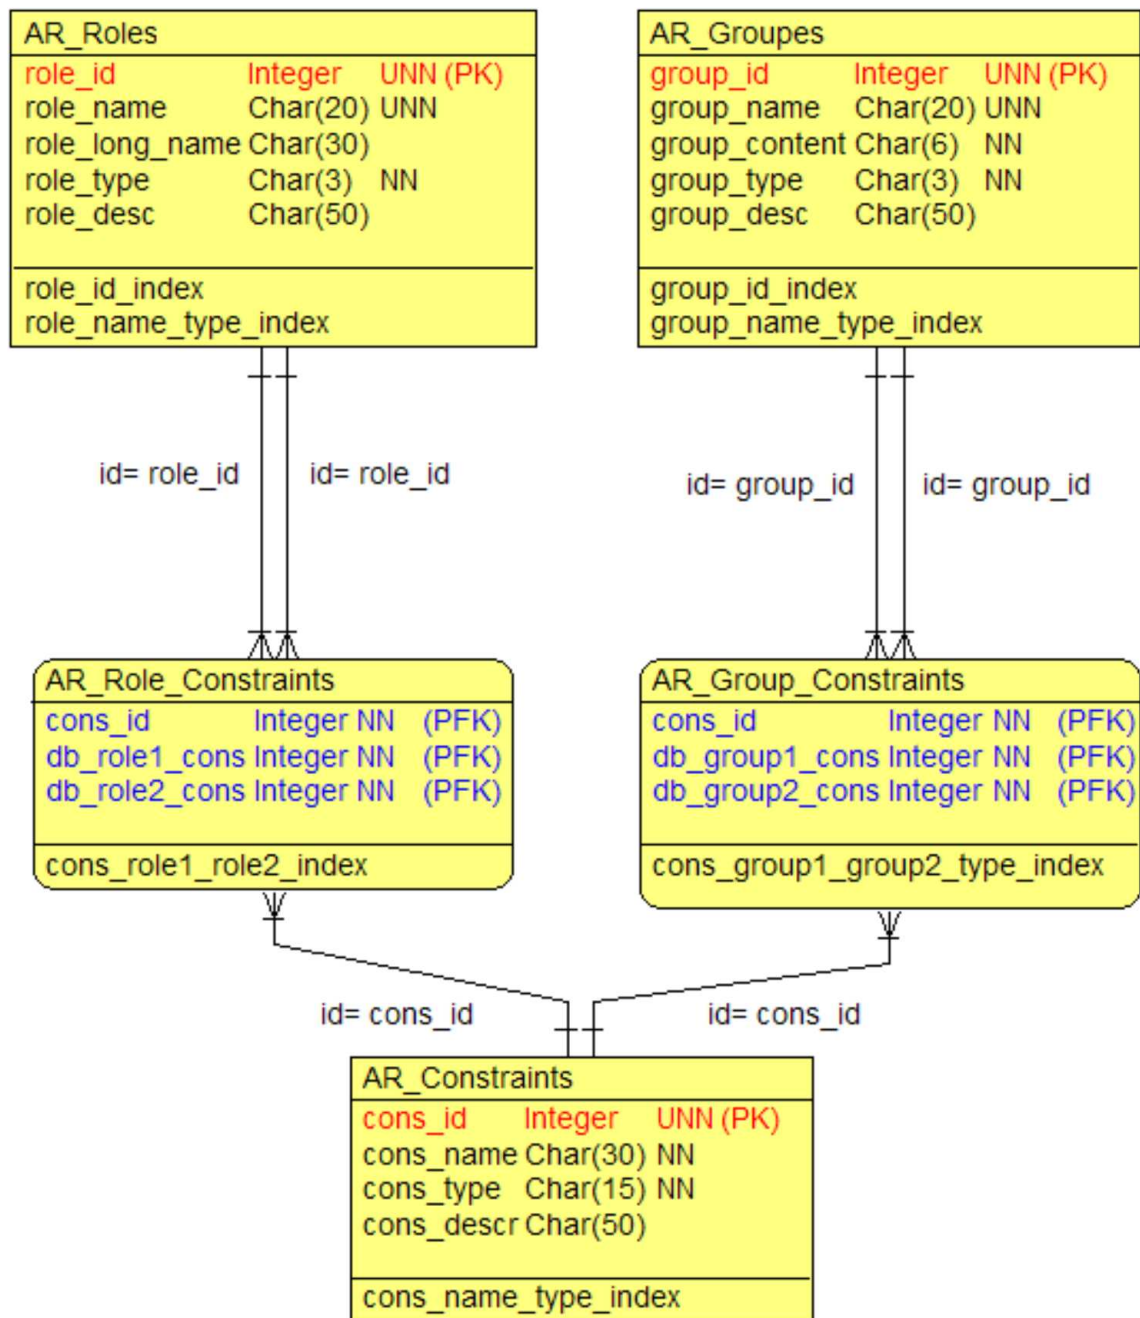 AR_Roles
role_id Integer UNN (PK)
role_name Char(20) UNN
role_long_name Char(30)
role_type Char(3) NN
role_desc Char(50)
role_id_index
role_name_type_index
AR_Groupes
group_id Integer UNN (PK)
group_name Char(20) UNN
group_content Char(6) NN
group_type Char(3) NN
group_desc Char(50)
group_id_index
group_name_type_index
id= role_id
id= role_id
id= group_id
id= group_id
AR_Role_Constraints
cons_id Integer NN (PFK)
db_role1_cons Integer NN (PFK)
db_role2_cons Integer NN (PFK)
cons_role1_role2_index
AR_Group_Constraints
cons_id Integer NN (PFK)
db_group1_cons Integer NN (PFK)
db_group2_cons Integer NN (PFK)
cons_group1_group2_type_index
id= cons_id
id= cons_id
AR_Constraints
cons_id Integer UNN (PK)
cons_name Char(30) NN
cons_type Char(15) NN
cons_descr Char(50)
cons_name_type_index